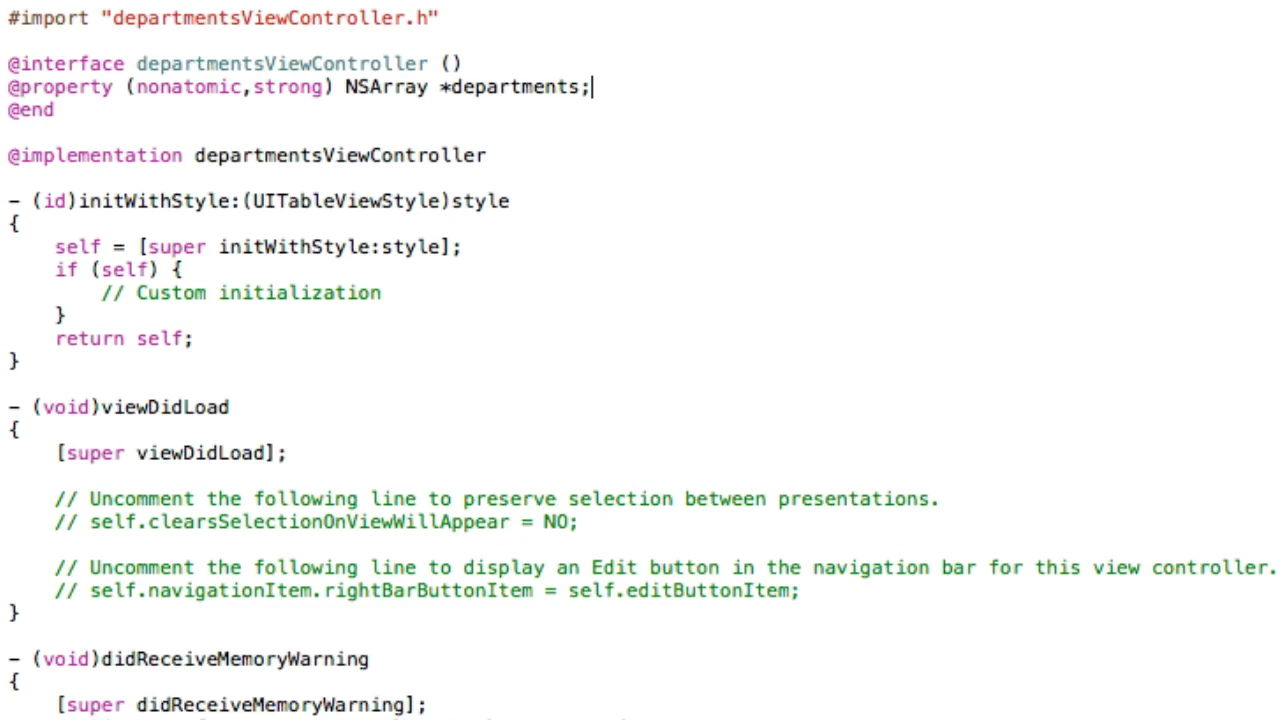 #import "departmentsViewController.h"
@interface departmentsViewController ()
@property (nonatomic,strong) NSArray *departments;
@end
@implementation departmentsViewController
- (id)initWithStyle:(UITableViewStyle)style
{
    self = [super initWithStyle:style];
    if (self) {
        // Custom initialization
    }
    return self;
}
- (void)viewDidLoad
{
    [super viewDidLoad];
    // Uncomment the following line to preserve selection between presentations.
    // self.clearsSelectionOnViewWillAppear = NO;
    // Uncomment the following line to display an Edit button in the navigation bar for this view controller.
    // self.navigationItem.rightBarButtonItem = self.editButtonItem;
}
- (void)didReceiveMemoryWarning
{
    [super didReceiveMemoryWarning];